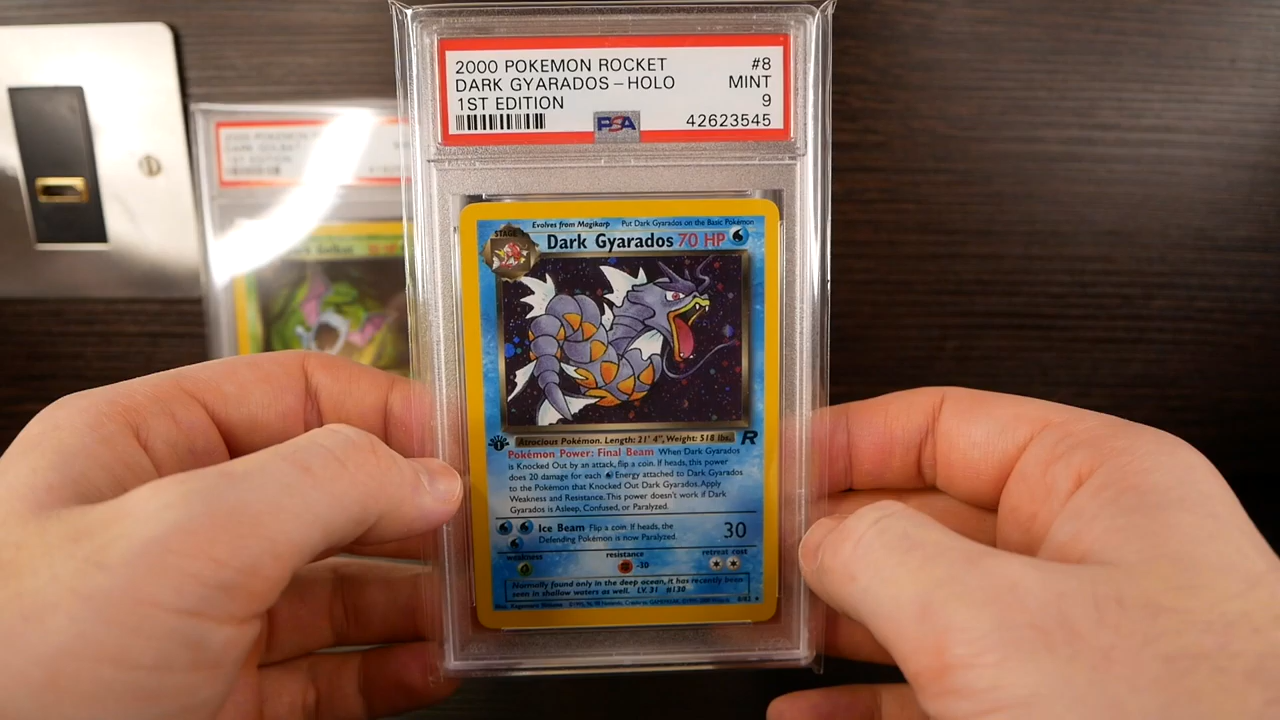 2000 POKEMON ROCKET #8
DARK GYARADOS – HOLO MINT
1ST EDITION 9
PSA 42623545
Evolves from Magikarp Put Dark Gyarados on the Basic Pokémon
STAGE 1
Dark Gyarados 70 HP
Atrocious Pokémon. Length: 21' 4", Weight: 518 lbs.
R
Pokémon Power: Final Beam When Dark Gyarados
is Knocked Out by an attack, flip a coin. If heads, this power
does 20 damage for each Energy attached to Dark Gyarados
to the Pokémon that Knocked Out Dark Gyarados. Apply
Weakness and Resistance. This power doesn't work if Dark
Gyarados is Asleep, Confused, or Paralyzed.
Ice Beam Flip a coin. If heads, the 30
Defending Pokémon is now Paralyzed.
weakness resistance retreat cost
-30
Normally found only in the deep ocean, it has recently been
seen in shallow waters as well. LV. 31 #130
8/82